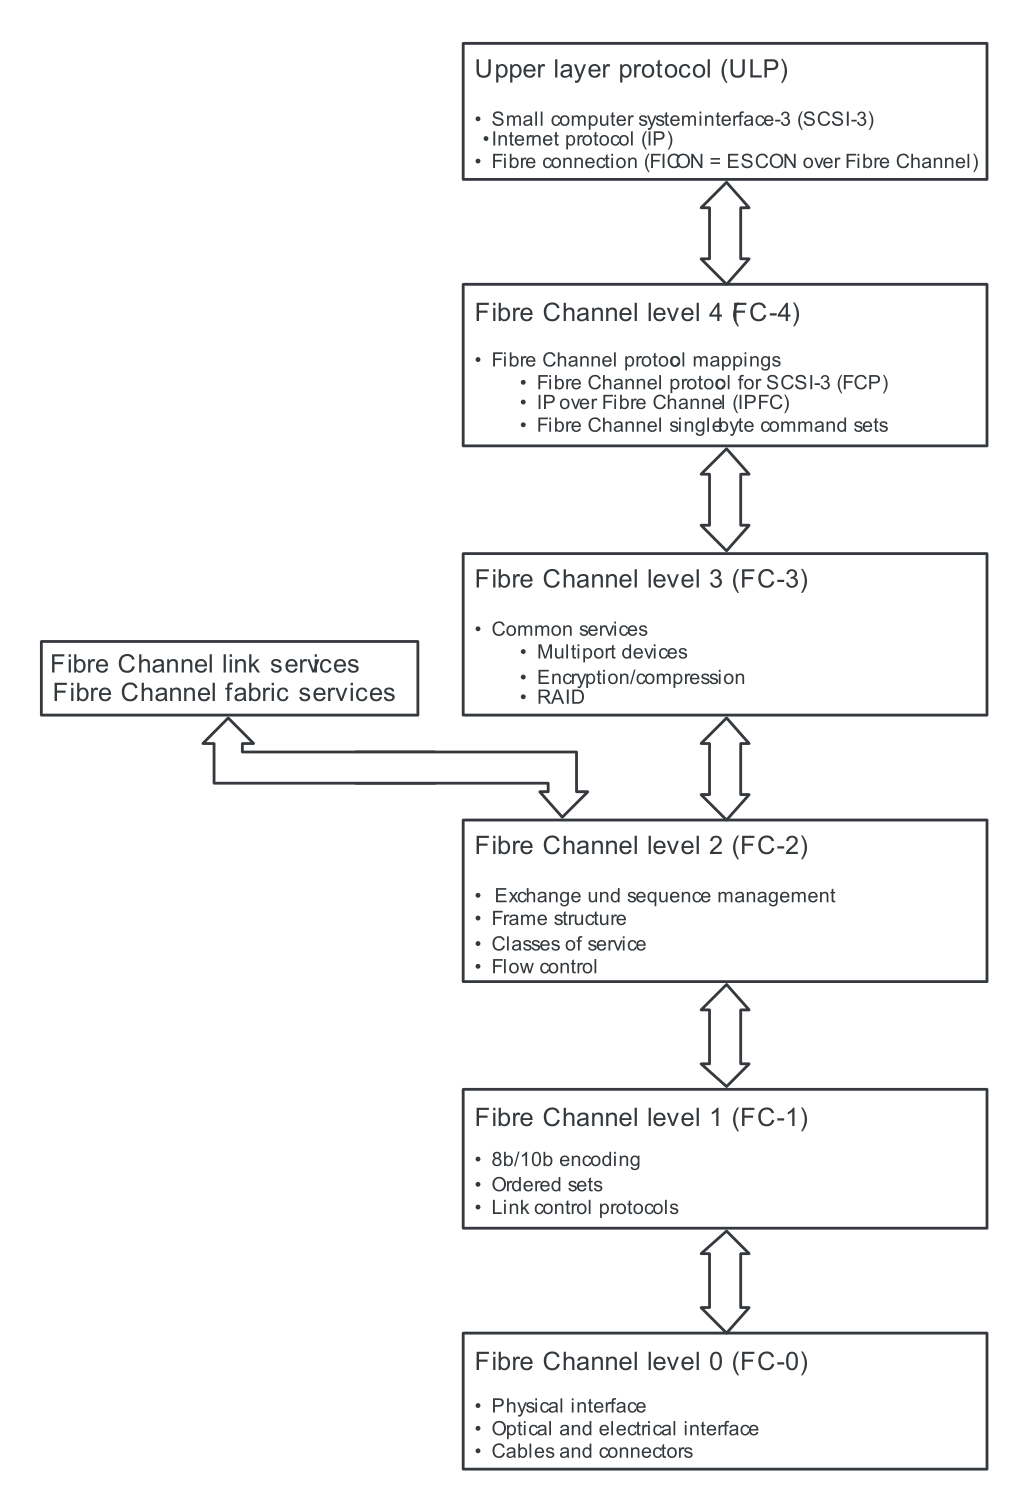 Upper layer protocol (ULP)
• Small computer systeminterface-3 (SCSI-3)
• Internet protocol (IP)
• Fibre connection (FICON = ESCON over Fibre Channel)
Fibre Channel level 4 (FC-4)
• Fibre Channel protocol mappings
• Fibre Channel protocol for SCSI-3 (FCP)
• IP over Fibre Channel (IPFC)
• Fibre Channel single byte command sets
Fibre Channel level 3 (FC-3)
• Common services
• Multiport devices
• Encryption/compression
• RAID
Fibre Channel link services
Fibre Channel fabric services
Fibre Channel level 2 (FC-2)
• Exchange und sequence management
• Frame structure
• Classes of service
• Flow control
Fibre Channel level 1 (FC-1)
• 8b/10b encoding
• Ordered sets
• Link control protocols
Fibre Channel level 0 (FC-0)
• Physical interface
• Optical and electrical interface
• Cables and connectors